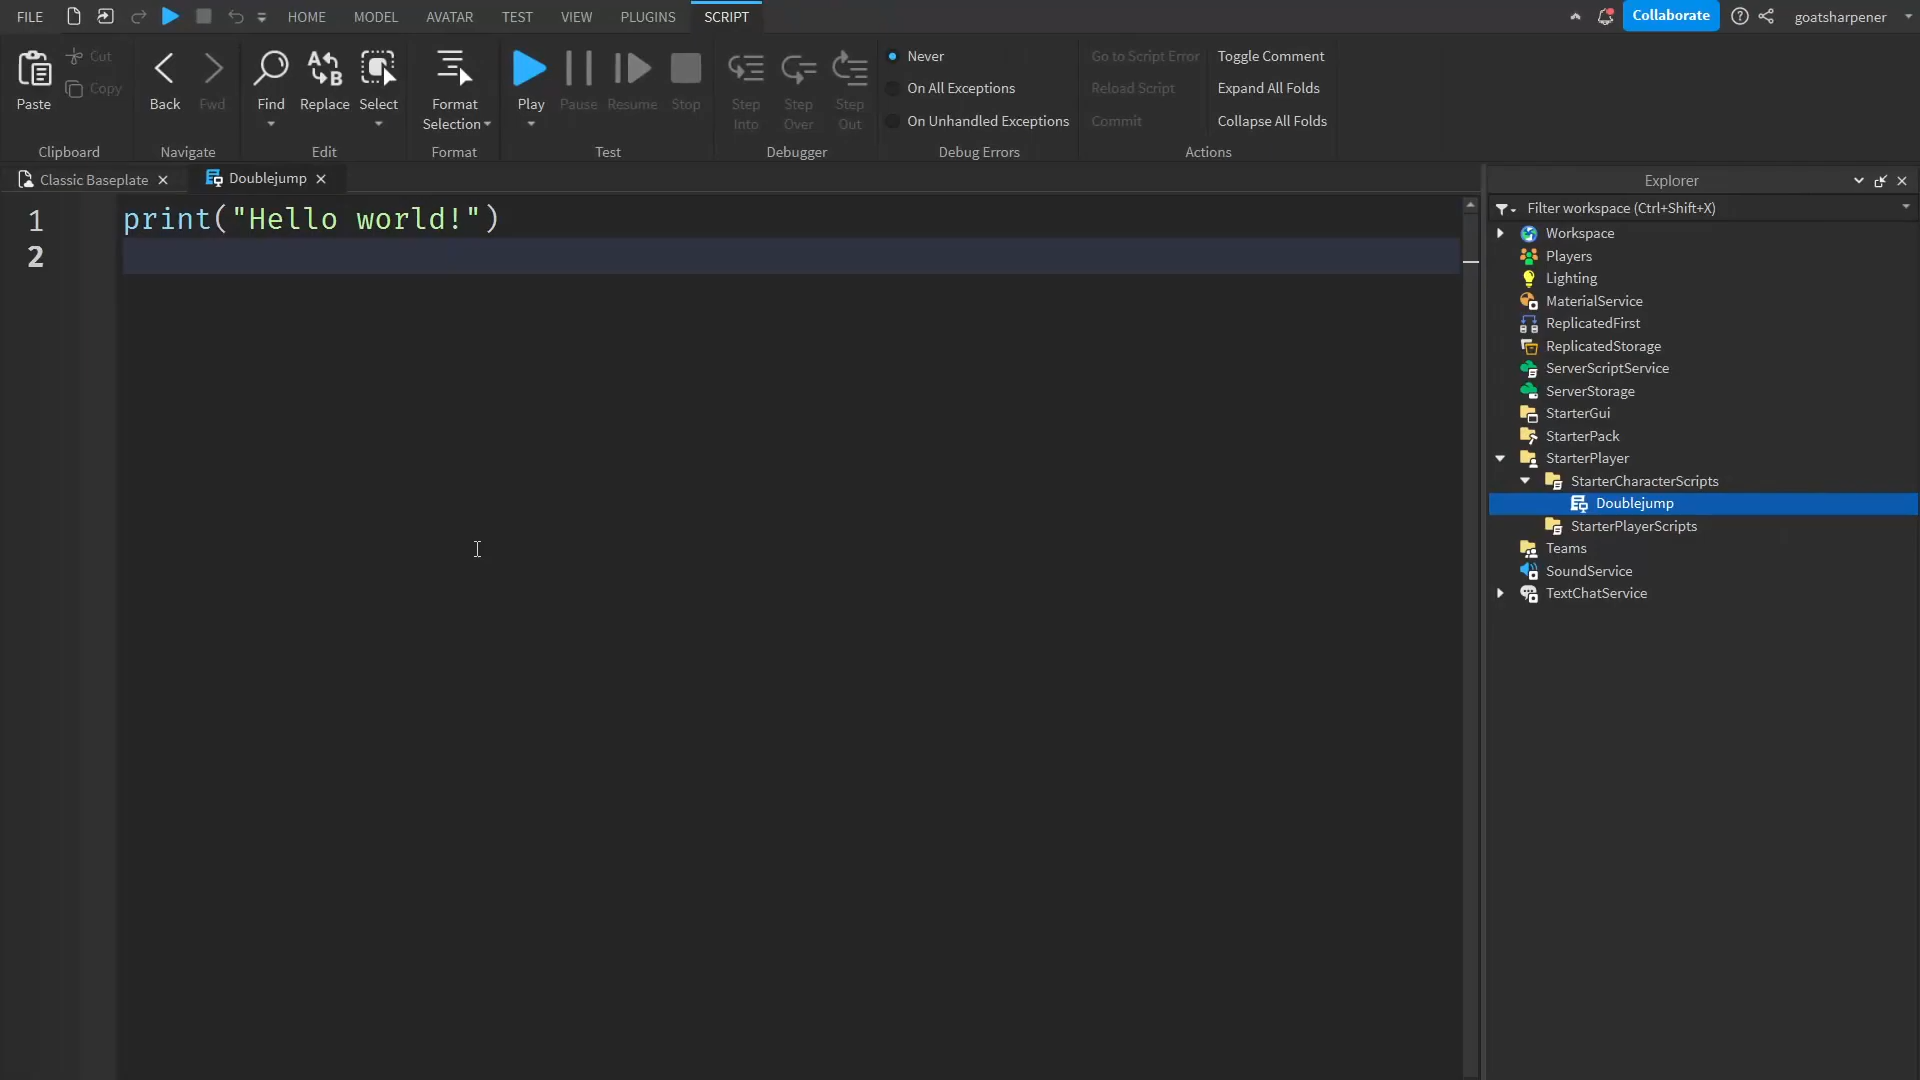 FILE HOME MODEL AVATAR TEST VIEW PLUGINS SCRIPT Collaborate goatsharpener
Paste Cut Copy
Clipboard
Back Fwd
Navigate
Find Replace Select
Edit
Format Selection
Format
Play Pause Resume Stop
Test
Step Into Step Over Step Out
Debugger
Never
On All Exceptions
On Unhandled Exceptions
Debug Errors
Go to Script Error Toggle Comment
Reload Script Expand All Folds
Commit Collapse All Folds
Actions
Classic Baseplate Doublejump
1 print("Hello world!")
2
Explorer
Filter workspace (Ctrl+Shift+X)
Workspace
Players
Lighting
MaterialService
ReplicatedFirst
ReplicatedStorage
ServerScriptService
ServerStorage
StarterGui
StarterPack
StarterPlayer
StarterCharacterScripts
Doublejump
StarterPlayerScripts
Teams
SoundService
TextChatService